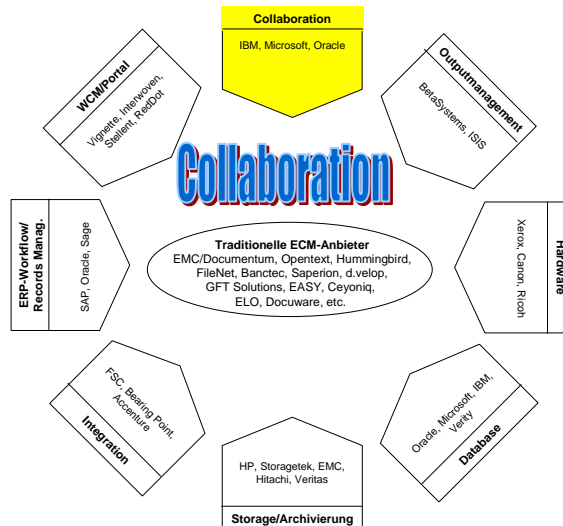 Collaboration
IBM, Microsoft, Oracle
WCM/Portal
Vignette, Interwoven,
Stellent, RedDot
Outputmanagement
BetaSystems, ISIS
Collaboration
ERP-Workflow/
Records Manag.
SAP, Oracle, Sage
Traditionelle ECM-Anbieter
EMC/Documentum, Opentext, Hummingbird,
FileNet, Banctec, Saperion, d.velop,
GFT Solutions, EASY, Ceyoniq,
ELO, Docuware, etc.
Hardware
Xerox, Canon, Ricoh
FSC, Bearing Point,
Accenture
Integration
HP, Storagetek, EMC,
Hitachi, Veritas
Storage/Archivierung
Oracle, Microsoft, IBM,
Verity
Database